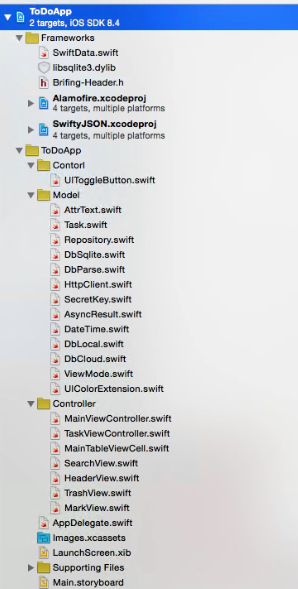 ToDoApp
2 targets, iOS SDK 8.4
Frameworks
SwiftData.swift
libsqlite3.dylib
Brifing-Header.h
Alamofire.xcodeproj
4 targets, multiple platforms
SwiftyJSON.xcodeproj
4 targets, multiple platforms
ToDoApp
Contorl
UIToggleButton.swift
Model
AttrText.swift
Task.swift
Repository.swift
DbSqlite.swift
DbParse.swift
HttpClient.swift
SecretKey.swift
AsyncResult.swift
DateTime.swift
DbLocal.swift
DbCloud.swift
ViewMode.swift
UIColorExtension.swift
Controller
MainViewController.swift
TaskViewController.swift
MainTableViewCell.swift
SearchView.swift
HeaderView.swift
TrashView.swift
MarkView.swift
AppDelegate.swift
Images.xcassets
LaunchScreen.xib
Supporting Files
Main.storyboard